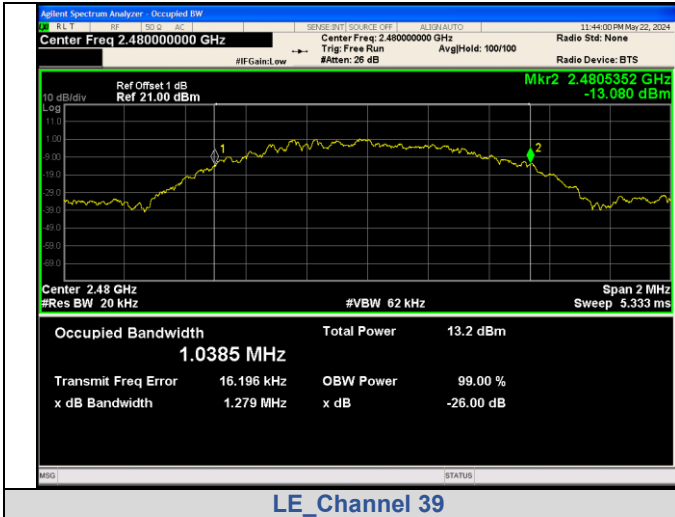 Agilent Spectrum Analyzer - Occupied BW
RLT RF 50 Ω AC SENSE:INT SOURCE OFF ALIGN AUTO 11:44:00 PM May 22, 2024
Center Freq 2.480000000 GHz Center Freq: 2.480000000 GHz Radio Std: None
Trig: Free Run Avg|Hold: 100/100
#IFGain:Low #Atten: 26 dB Radio Device: BTS
Mkr2 2.4805352 GHz
-13.080 dBm
Ref Offset 1 dB
10 dB/div Ref 21.00 dBm
Log
11.0
1.00
-9.00
-19.0
-29.0
-39.0
-49.0
-59.0
-69.0
1
2
Center 2.48 GHz Span 2 MHz
#Res BW 20 kHz #VBW 62 kHz Sweep 5.333 ms
Occupied Bandwidth Total Power 13.2 dBm
1.0385 MHz
Transmit Freq Error 16.196 kHz OBW Power 99.00 %
x dB Bandwidth 1.279 MHz x dB -26.00 dB
MSG STATUS
LE_Channel 39